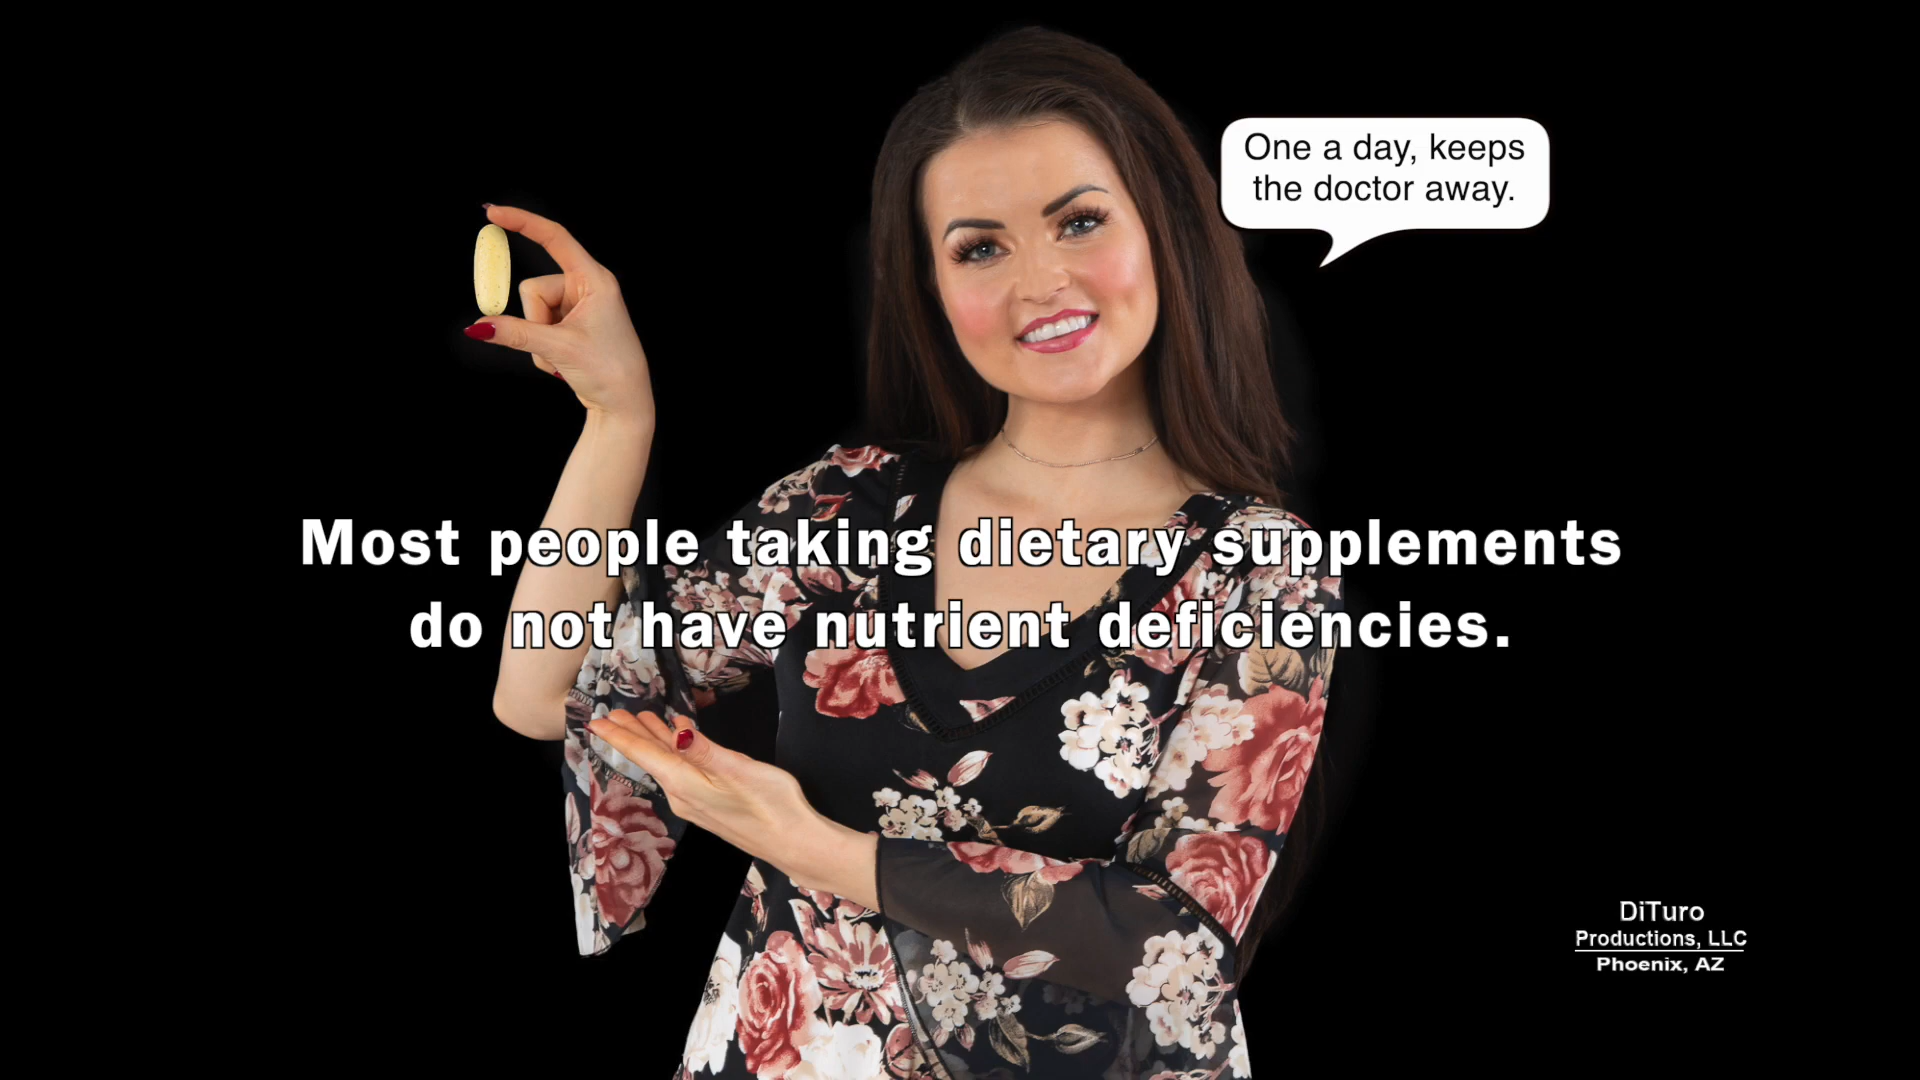 One a day, keeps
the doctor away.
Most people taking dietary supplements
do not have nutrient deficiencies.
DiTuro
Productions, LLC
Phoenix, AZ